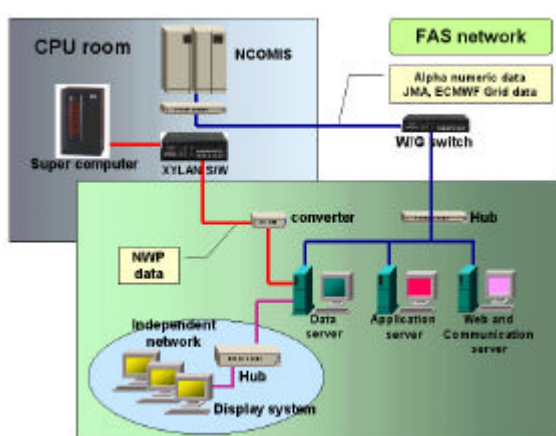 CPU room
NCOMIS
FAS network
Alpha numeric data
JMA, ECMWF Grid data
Super computer
XYLAN S/W
W/G switch
converter
Hub
NWP
data
Data
server
Application
server
Web and
Communication
server
Independent
network
Hub
Display system